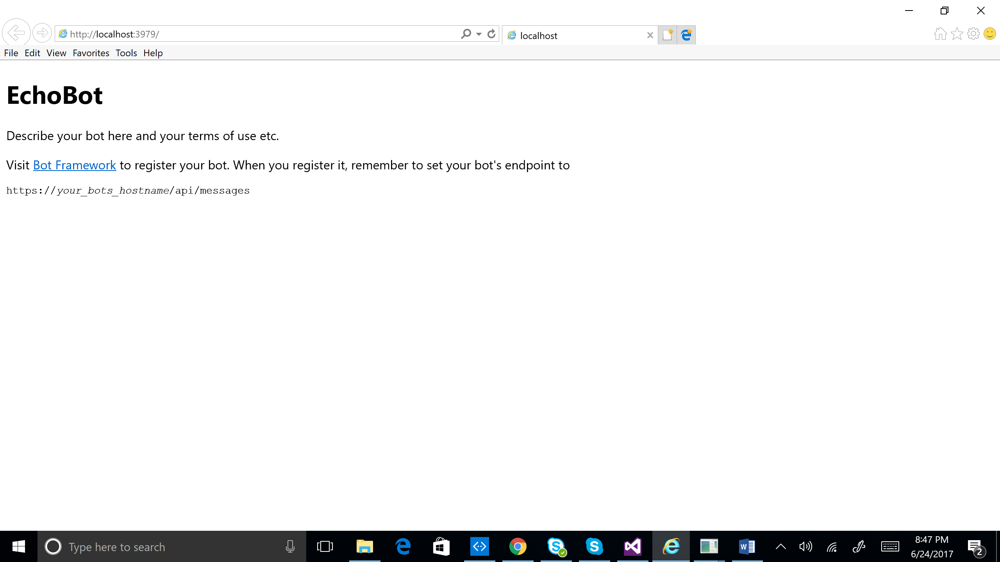 http://localhost:3979/
localhost
File Edit View Favorites Tools Help
EchoBot
Describe your bot here and your terms of use etc.
Visit Bot Framework to register your bot. When you register it, remember to set your bot's endpoint to
https://your_bots_hostname/api/messages
Type here to search
8:47 PM
6/24/2017
2